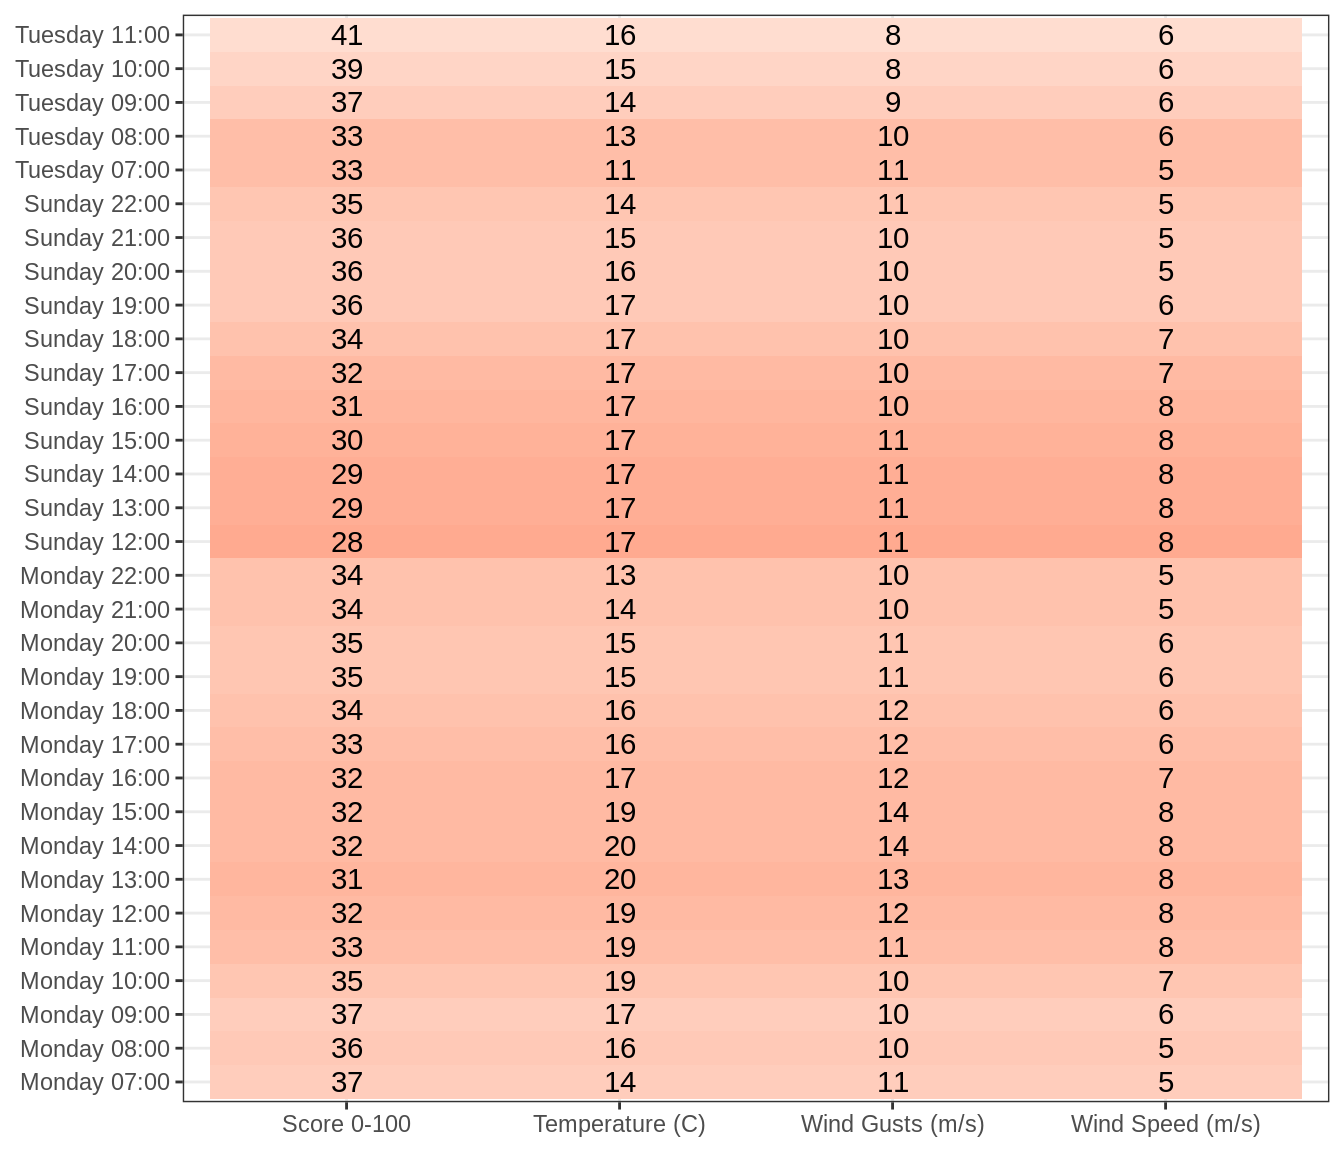 Tuesday 11:00 41 16 8 6
Tuesday 10:00 39 15 8 6
Tuesday 09:00 37 14 9 6
Tuesday 08:00 33 13 10 6
Tuesday 07:00 33 11 11 5
Sunday 22:00 35 14 11 5
Sunday 21:00 36 15 10 5
Sunday 20:00 36 16 10 5
Sunday 19:00 36 17 10 6
Sunday 18:00 34 17 10 7
Sunday 17:00 32 17 10 7
Sunday 16:00 31 17 10 8
Sunday 15:00 30 17 11 8
Sunday 14:00 29 17 11 8
Sunday 13:00 29 17 11 8
Sunday 12:00 28 17 11 8
Monday 22:00 34 13 10 5
Monday 21:00 34 14 10 5
Monday 20:00 35 15 11 6
Monday 19:00 35 15 11 6
Monday 18:00 34 16 12 6
Monday 17:00 33 16 12 6
Monday 16:00 32 17 12 7
Monday 15:00 32 19 14 8
Monday 14:00 32 20 14 8
Monday 13:00 31 20 13 8
Monday 12:00 32 19 12 8
Monday 11:00 33 19 11 8
Monday 10:00 35 19 10 7
Monday 09:00 37 17 10 6
Monday 08:00 36 16 10 5
Monday 07:00 37 14 11 5
Score 0-100 Temperature (C) Wind Gusts (m/s) Wind Speed (m/s)